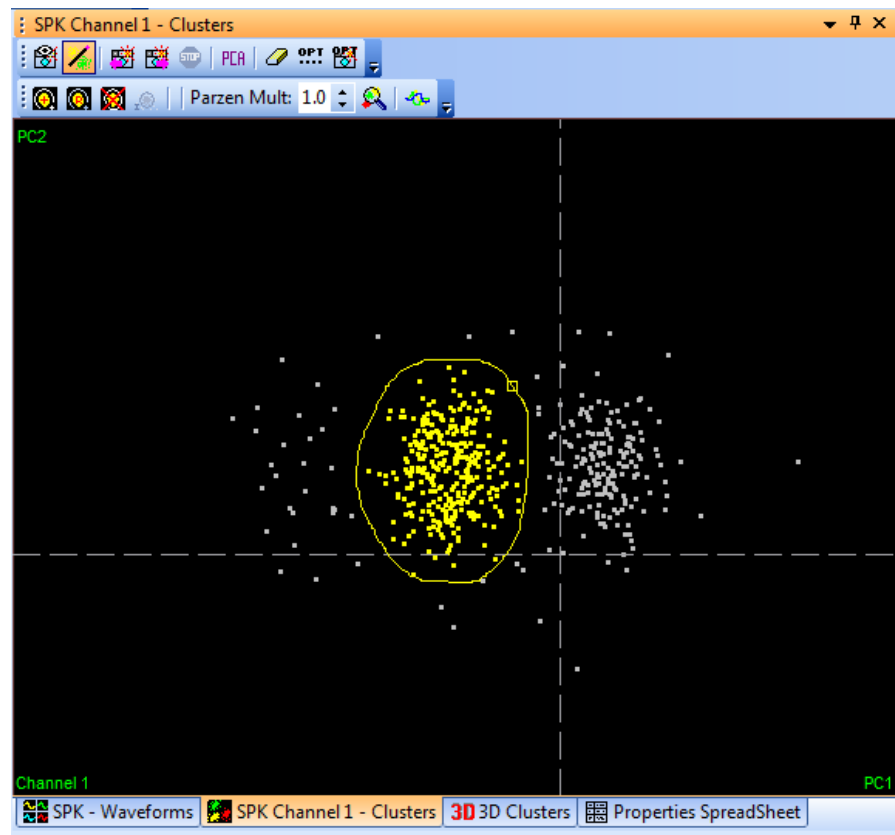 SPK Channel 1 - Clusters
STOP PCA OPT OPT
Parzen Mult: 1.0
PC2
Channel 1 PC1
SPK - Waveforms SPK Channel 1 - Clusters 3D 3D Clusters Properties SpreadSheet